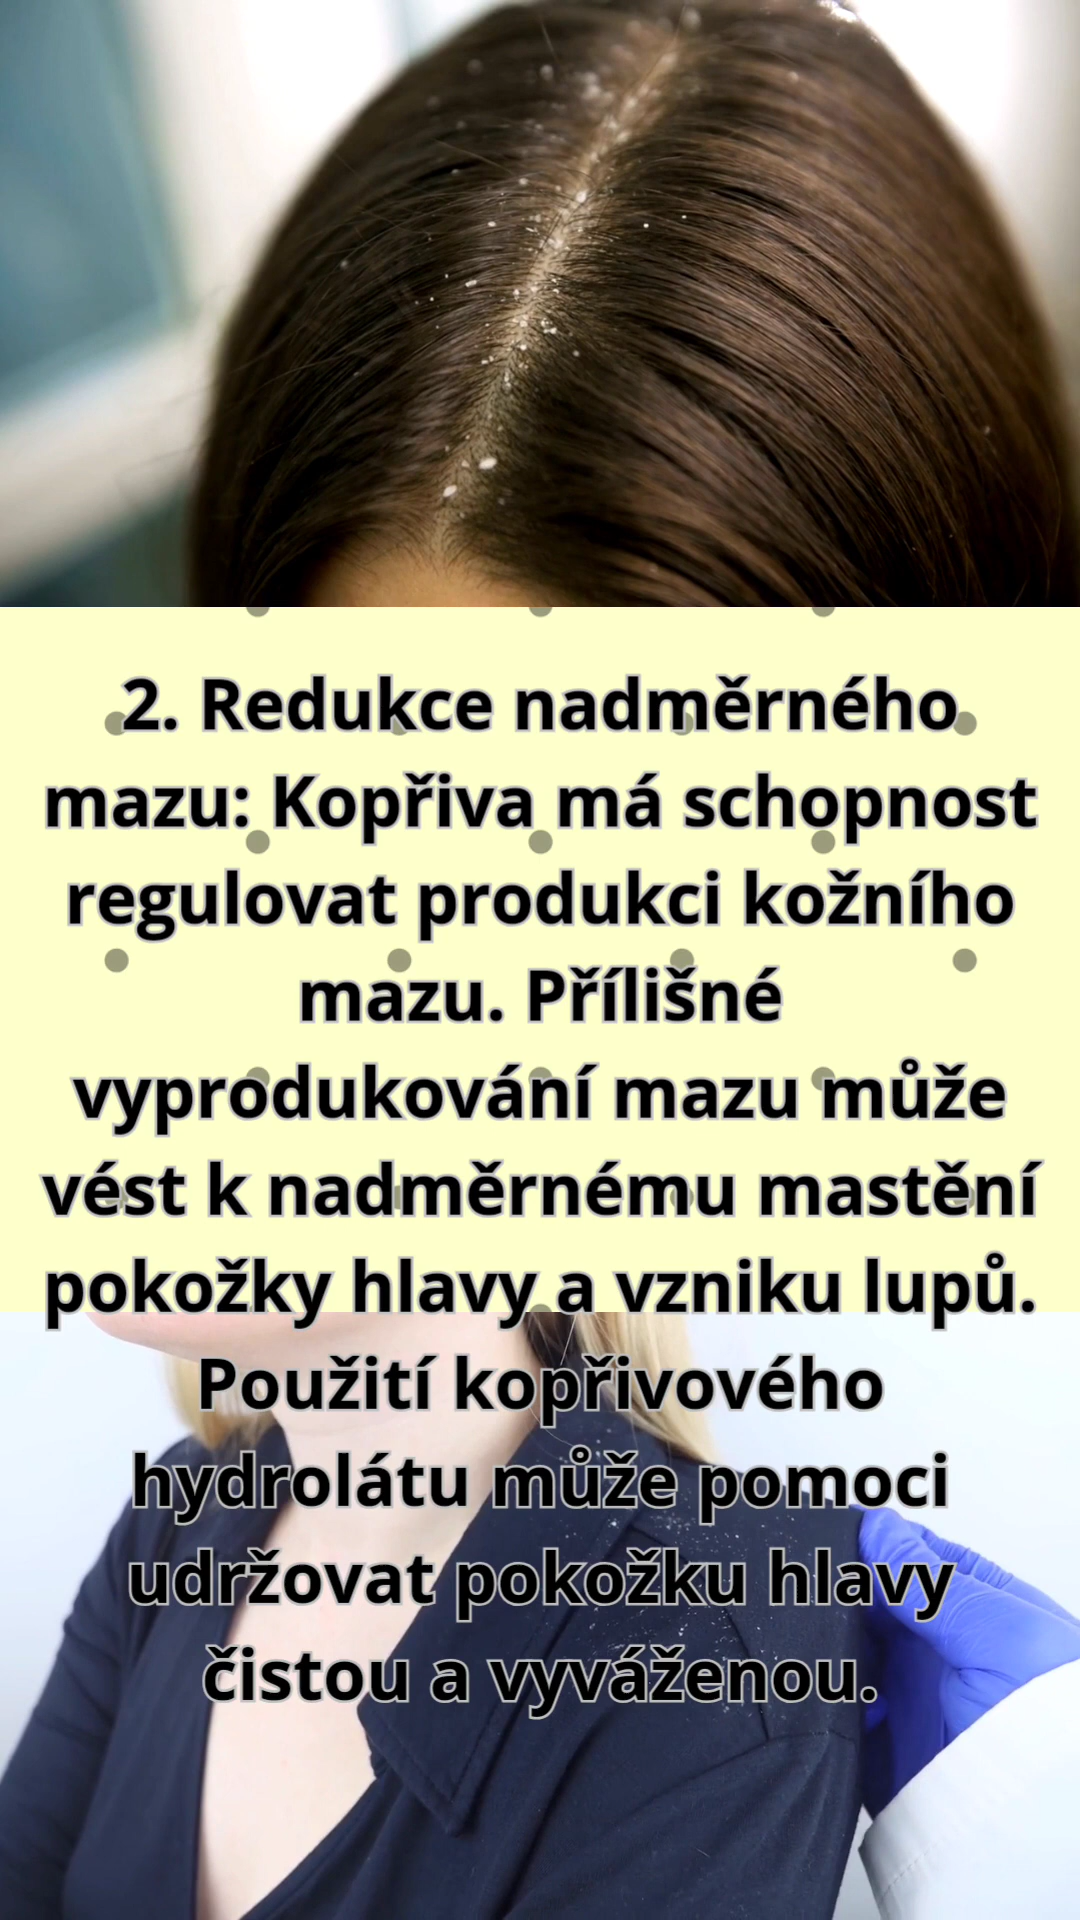 2. Redukce nadměrného
mazu: Kopřiva má schopnost
regulovat produkci kožního
mazu. Přílišné
vyprodukování mazu může
vést k nadměrnému mastění
pokožky hlavy a vzniku lupů.
Použití kopřivového
hydrolátu může pomoci
udržovat pokožku hlavy
čistou a vyváženou.